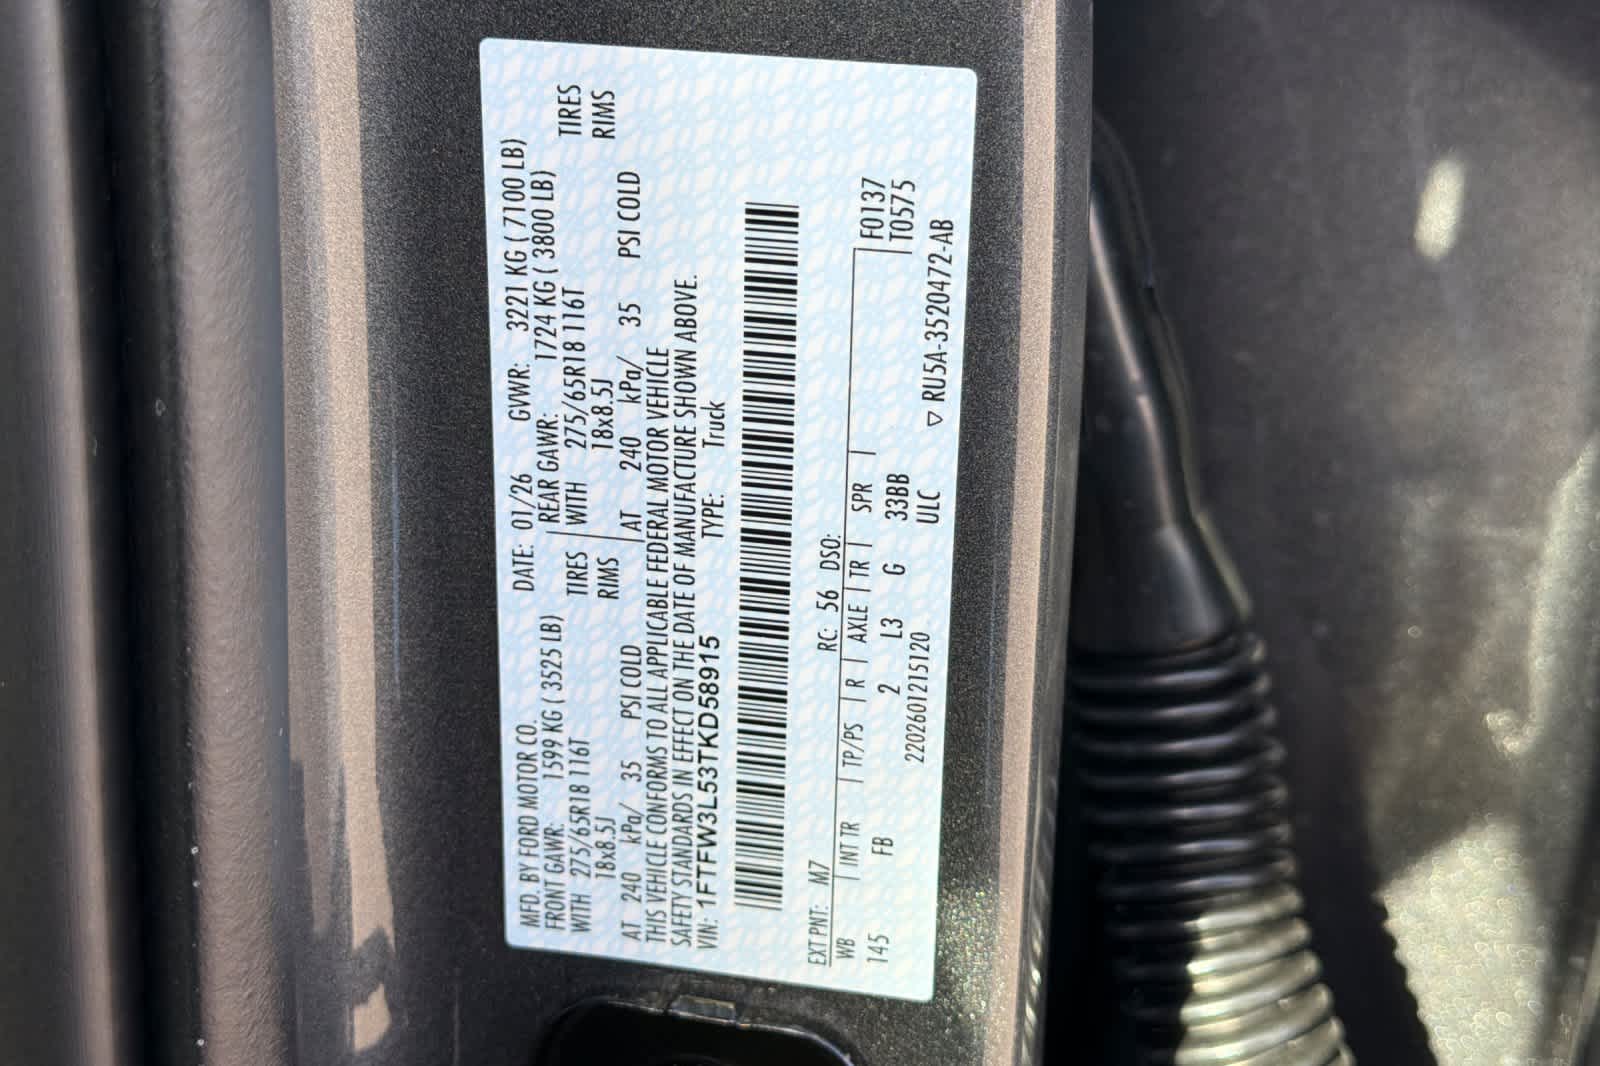 MFD. BY FORD MOTOR CO. DATE: 01/26 GVWR: 3221 KG ( 7100 LB)
FRONT GAWR: 1599 KG ( 3525 LB) REAR GAWR: 1724 KG ( 3800 LB)
WITH 275/65R18 116T TIRES WITH 275/65R18 116T TIRES
18x8.5J RIMS 18x8.5J RIMS
AT 240 kPa/ 35 PSI COLD AT 240 kPa/ 35 PSI COLD
THIS VEHICLE CONFORMS TO ALL APPLICABLE FEDERAL MOTOR VEHICLE
SAFETY STANDARDS IN EFFECT ON THE DATE OF MANUFACTURE SHOWN ABOVE.
VIN: 1FTFW3L53TKD58915 TYPE: Truck
EXT PNT: M7 RC: 56 DSO:
WB INT TR TP/PS R AXLE TR SPR F0137
145 FB 2 L3 G 33BB T0575
2202601215120 ULC
▽ RU5A-3520472-AB